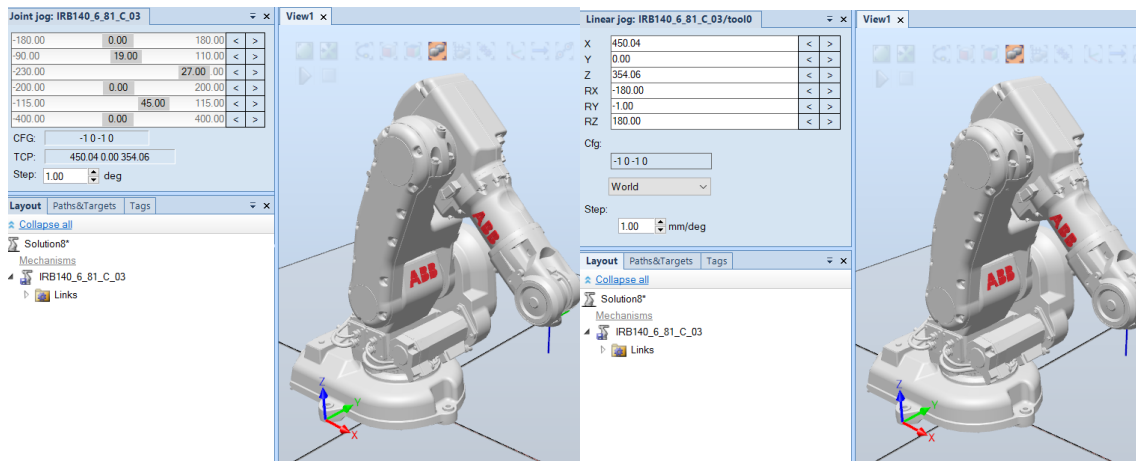 Joint jog: IRB140_6_81_C_03
-180.00 0.00 180.00 < >
-90.00 19.00 110.00 < >
-230.00 27.00 .00 < >
-200.00 0.00 200.00 < >
-115.00 45.00 115.00 < >
-400.00 0.00 400.00 < >
CFG: -1 0 -1 0
TCP: 450.04 0.00 354.06
Step: 1.00 deg
Layout Paths&Targets Tags
Collapse all
Solution8*
Mechanisms
IRB140_6_81_C_03
Links
View1
ABB
ABB
Z
Y
X
Linear jog: IRB140_6_81_C_03/tool0
X 450.04 < >
Y 0.00 < >
Z 354.06 < >
RX -180.00 < >
RY -1.00 < >
RZ 180.00 < >
Cfg:
-1 0 -1 0
World
Step:
1.00 mm/deg
Layout Paths&Targets Tags
Collapse all
Solution8*
Mechanisms
IRB140_6_81_C_03
Links
View1
ABB
ABB
Z
Y
X